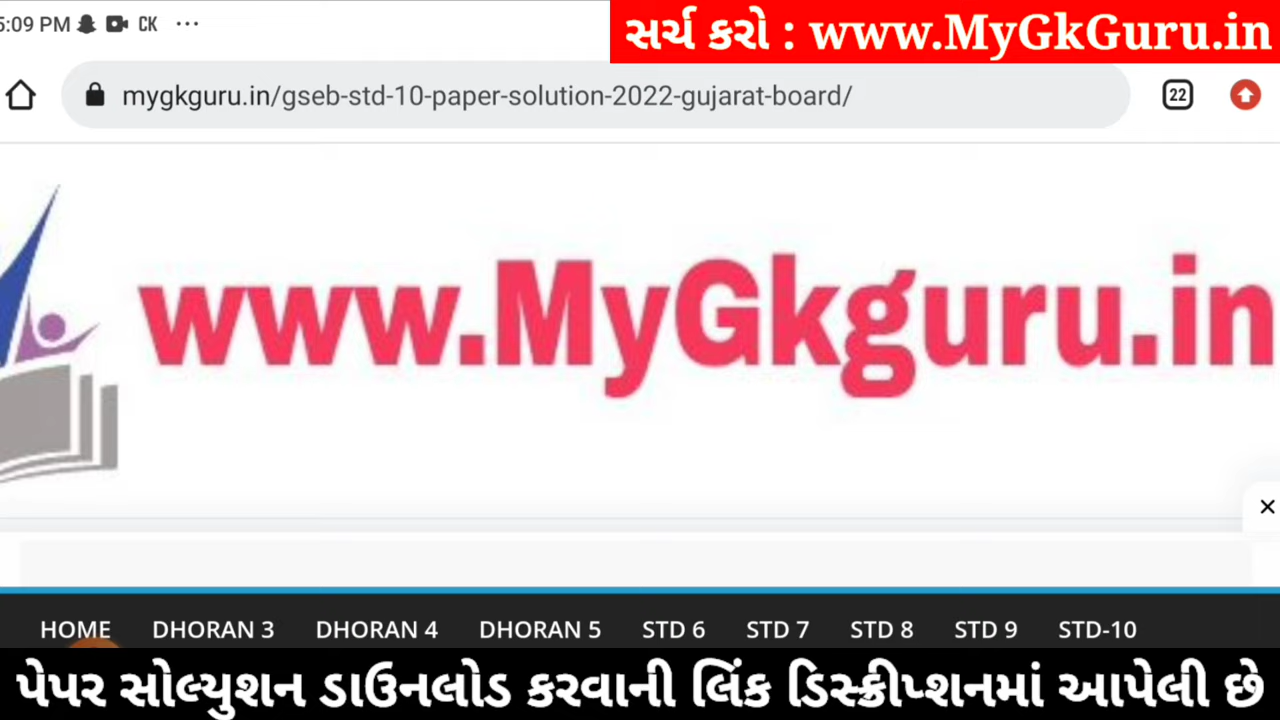 5:09 PM CK ...
સર્ચ કરો : www.MyGkGuru.in
mygkguru.in/gseb-std-10-paper-solution-2022-gujarat-board/
22
www.MyGkguru.in
HOME DHORAN 3 DHORAN 4 DHORAN 5 STD 6 STD 7 STD 8 STD 9 STD-10
પેપર સોલ્યુશન ડાઉનલોડ કરવાની લિંક ડિસ્ક્રીપ્શનમાં આપેલી છે